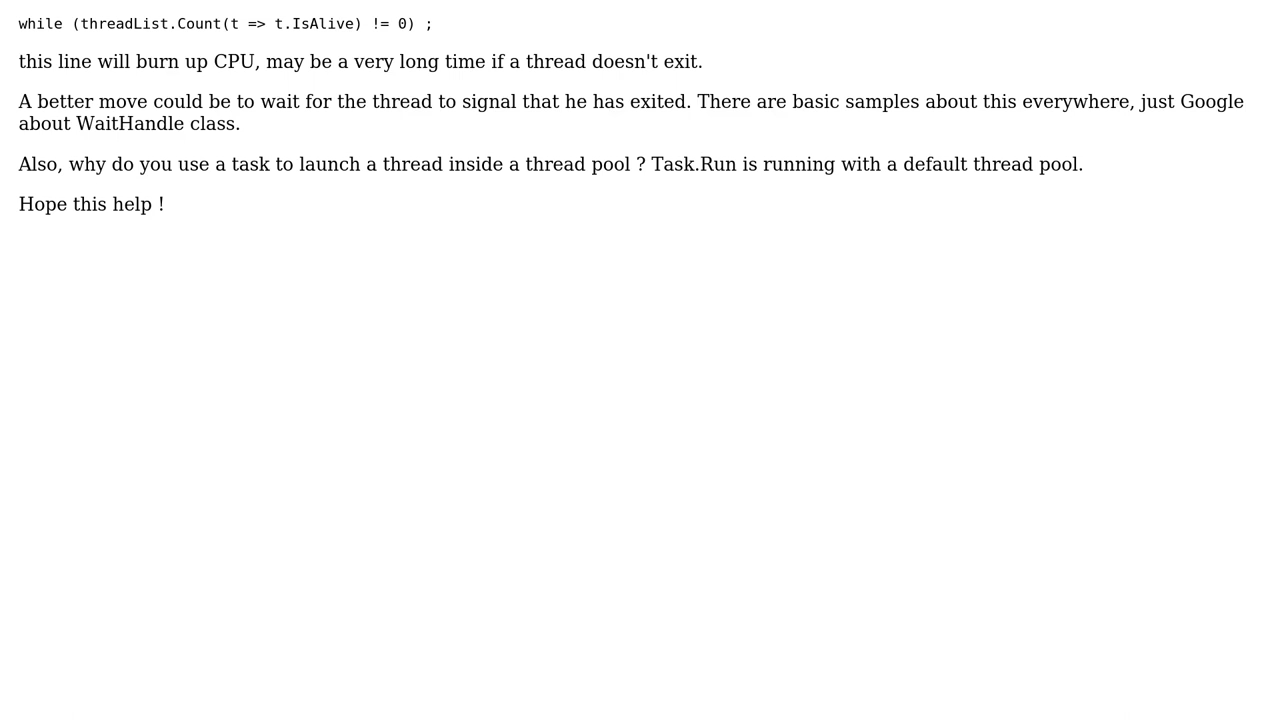 while (threadList.Count(t => t.IsAlive) != 0) ;
this line will burn up CPU, may be a very long time if a thread doesn't exit.
A better move could be to wait for the thread to signal that he has exited. There are basic samples about this everywhere, just Google
about WaitHandle class.
Also, why do you use a task to launch a thread inside a thread pool ? Task.Run is running with a default thread pool.
Hope this help !